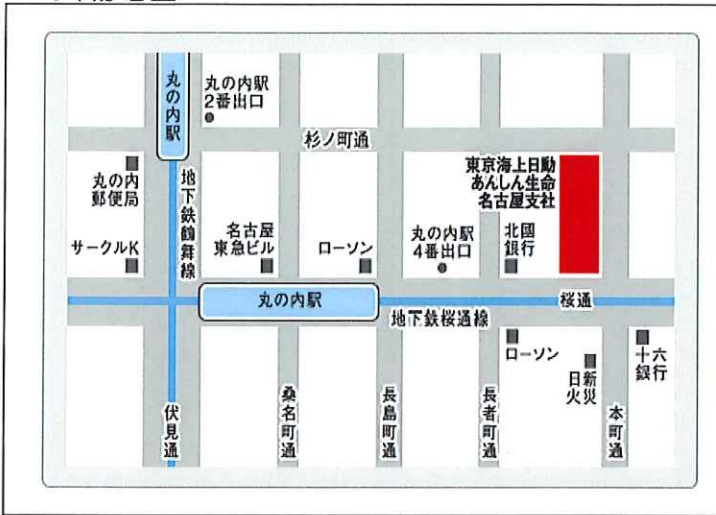 丸の内駅
丸の内駅
2番出口
杉ノ町通
丸の内
郵便局
地下鉄鶴舞線
東京海上日動
あんしん生命
名古屋支社
サークルK
名古屋
東急ビル
ローソン
丸の内駅
4番出口
北國
銀行
丸の内駅
桜通
地下鉄桜通線
ローソン
日新
火災
十六
銀行
伏見通
桑名町通
長島町通
長者町通
本町通